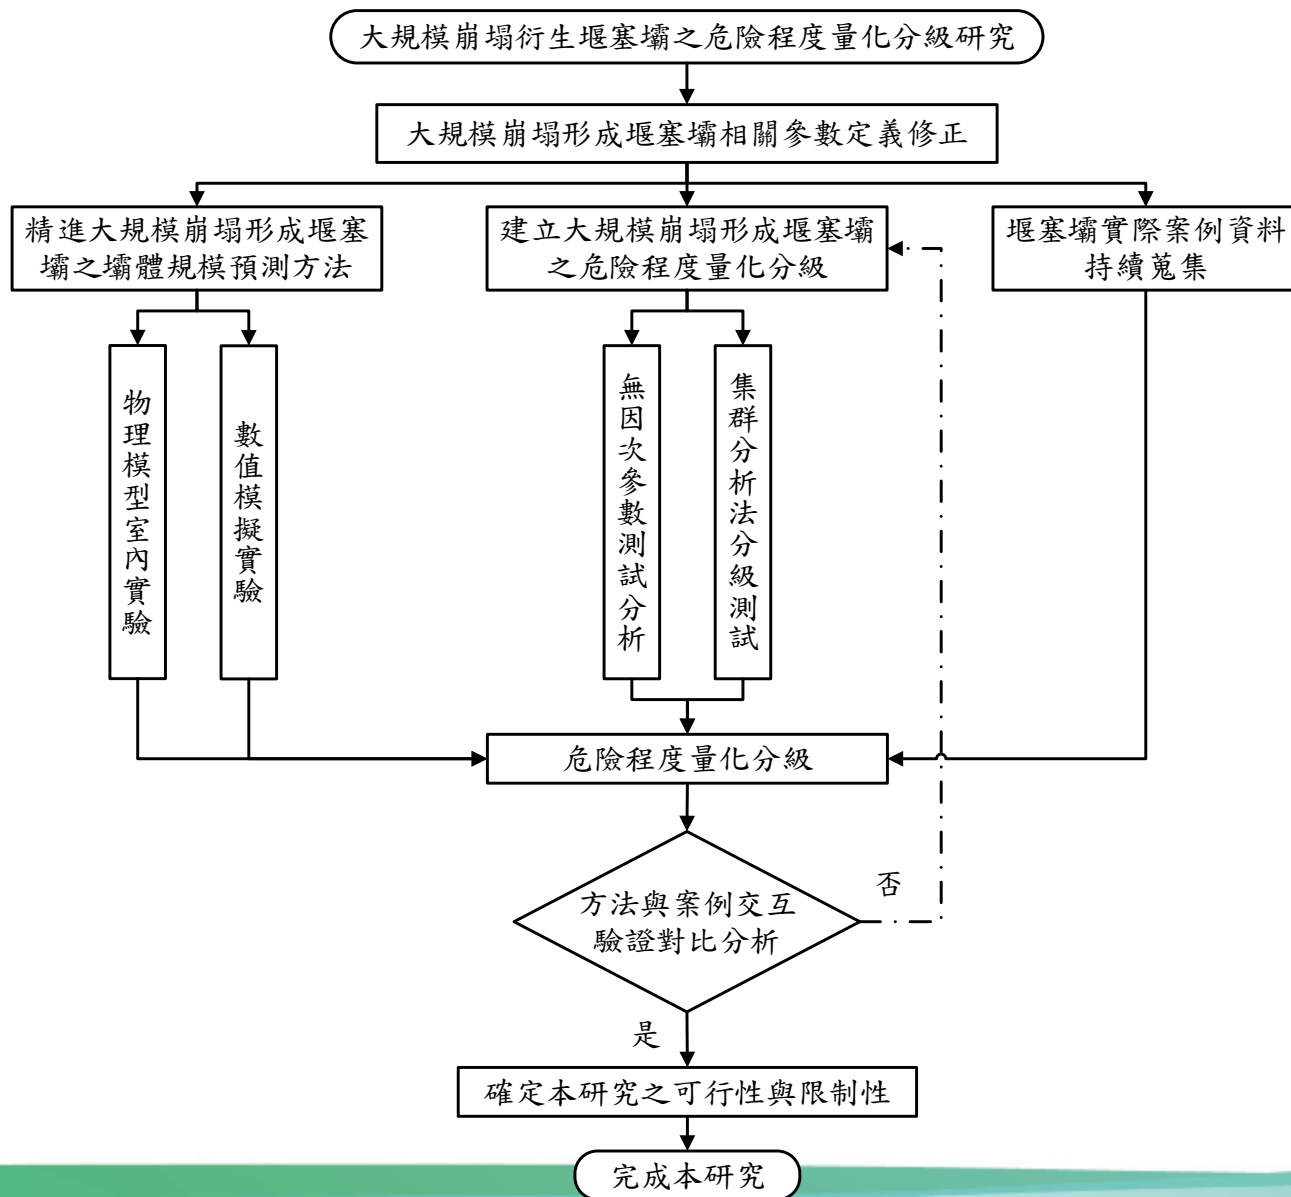 大規模崩塌衍生堰塞壩之危險程度量化分級研究
大規模崩塌形成堰塞壩相關參數定義修正
精進大規模崩塌形成堰塞
壩之壩體規模預測方法
建立大規模崩塌形成堰塞壩
之危險程度量化分級
堰塞壩實際案例資料
持續蒐集
物理模型室內實驗
數值模擬實驗
無因次參數測試分析
集群分析法分級測試
危險程度量化分級
方法與案例交互
驗證對比分析
否
是
確定本研究之可行性與限制性
完成本研究